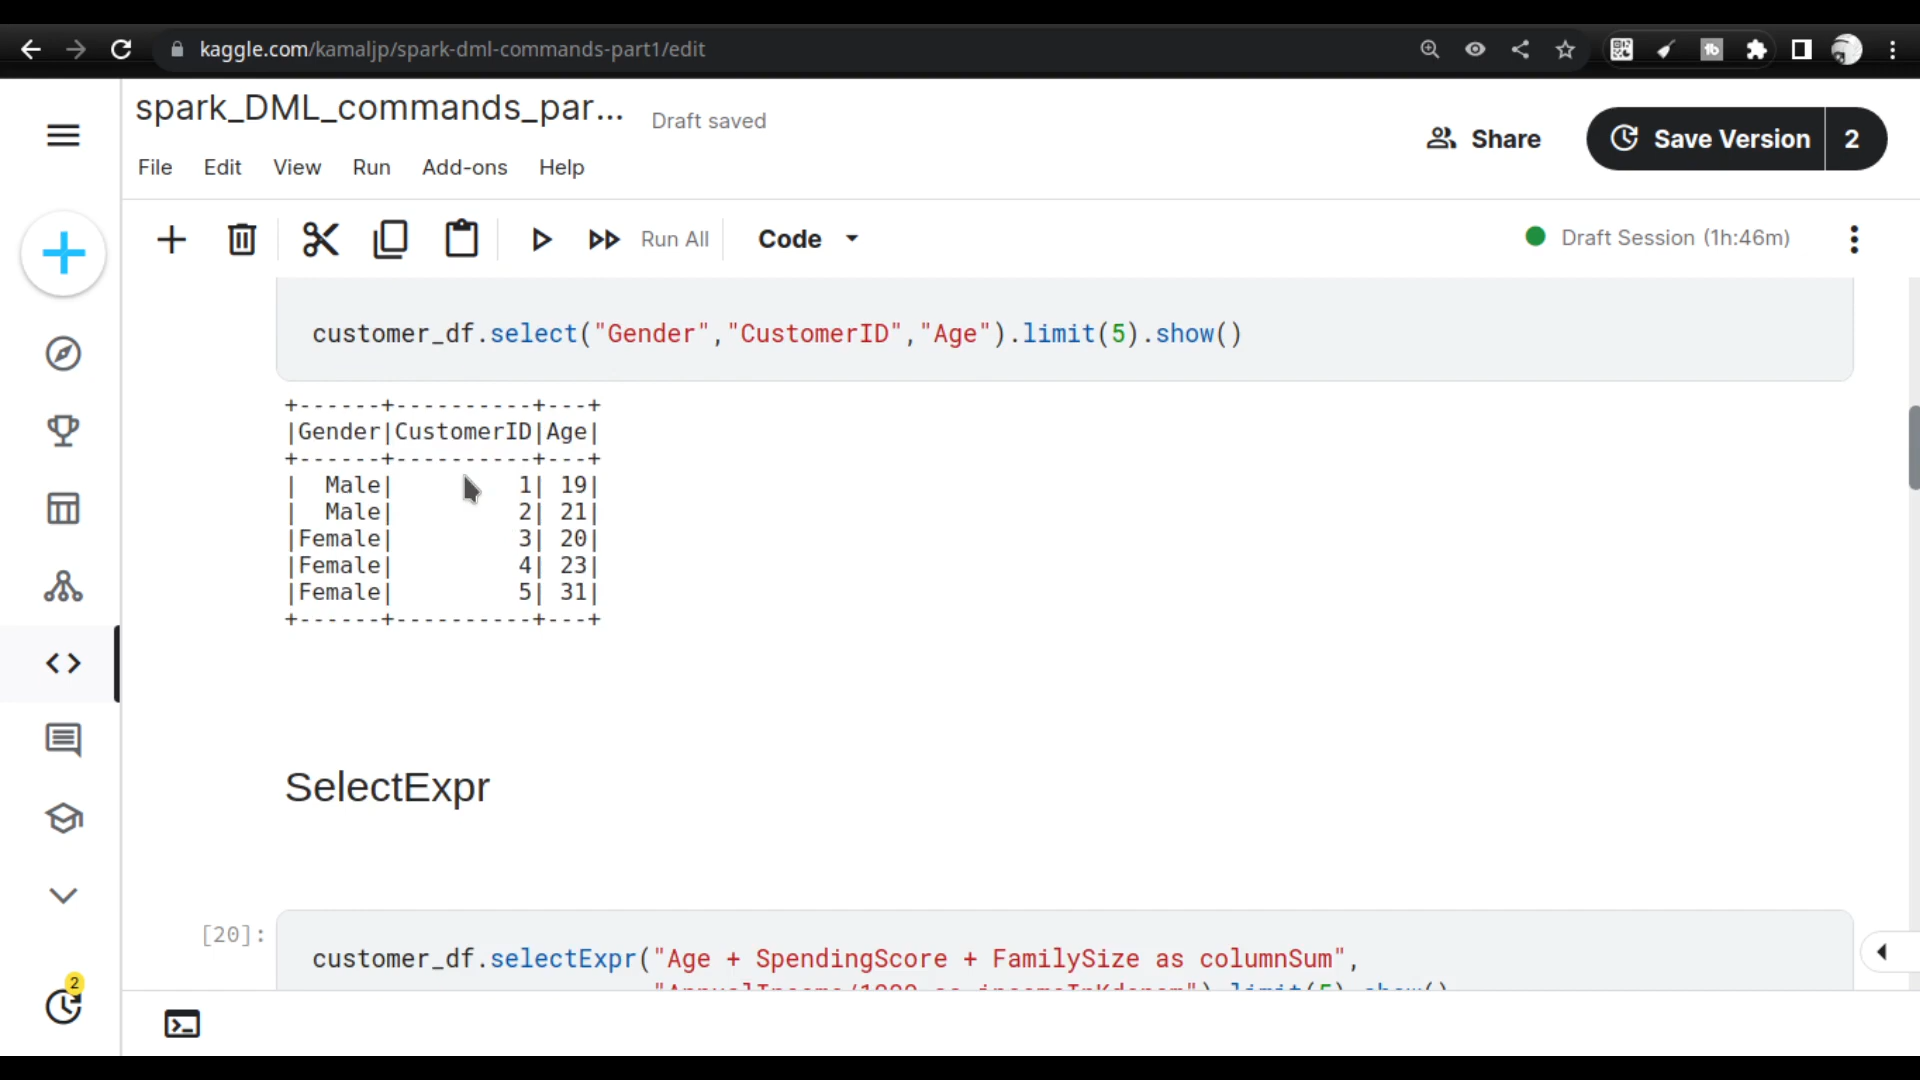 kaggle.com/kamaljp/spark-dml-commands-part1/edit
spark_DML_commands_par...
Draft saved
Share
Save Version
2
File Edit View Run Add-ons Help
Run All
Code
Draft Session (1h:46m)
customer_df.select("Gender","CustomerID","Age").limit(5).show()
+------+----------+---+
|Gender|CustomerID|Age|
+------+----------+---+
|  Male|         1| 19|
|  Male|         2| 21|
|Female|         3| 20|
|Female|         4| 23|
|Female|         5| 31|
+------+----------+---+
SelectExpr
[20]:
customer_df.selectExpr("Age + SpendingScore + FamilySize as columnSum",
2